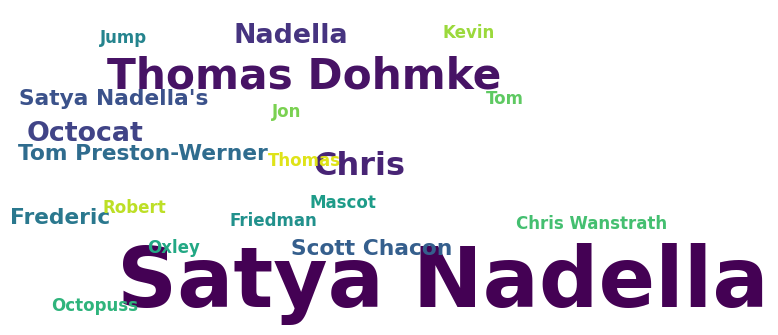 Kevin
Nadella
Jump
Thomas Dohmke
Satya Nadella's
Tom
Jon
Octocat
Tom Preston-Werner
Thomas
Chris
Mascot
Robert
Frederic
Friedman
Chris Wanstrath
Oxley
Scott Chacon
Satya Nadella
Octopuss